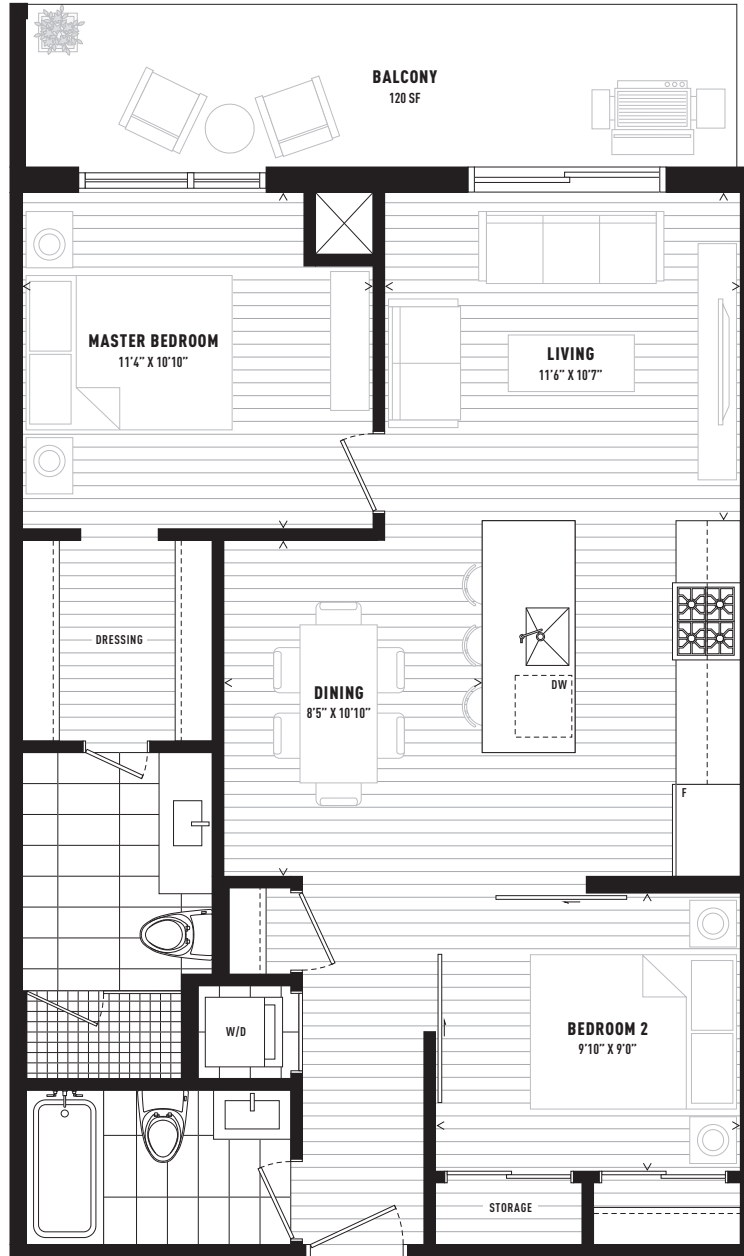 BALCONY
120 SF
MASTER BEDROOM
11'4" X 10'10"
LIVING
11'6" X 10'7"
DRESSING
DINING
8'5" X 10'10"
DW
F
W/D
BEDROOM 2
9'10" X 9'0"
STORAGE